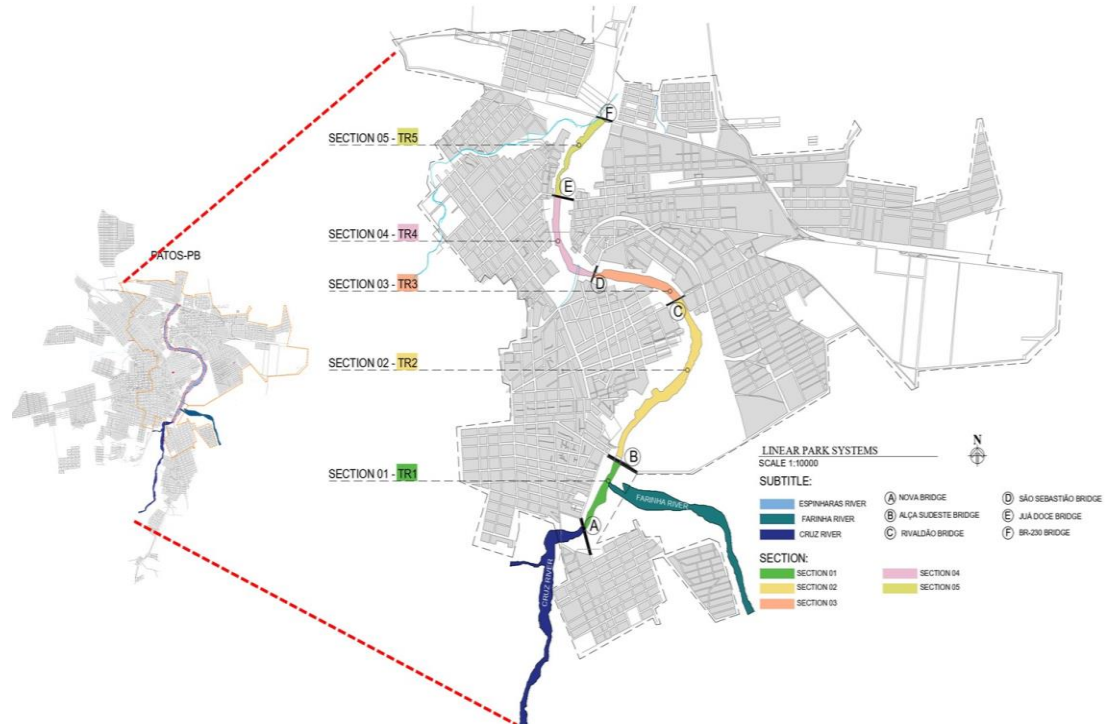 SECTION 05 - TR5
F
E
SECTION 04 - TR4
PATOS-PB
SECTION 03 - TR3
D
C
SECTION 02 - TR2
B
SECTION 01 - TR1
FARINHA RIVER
A
CRUZ RIVER
LINEAR PARK SYSTEMS
SCALE 1:10000
N
SUBTITLE:
ESPINHARAS RIVER
FARINHA RIVER
CRUZ RIVER
A NOVA BRIDGE
B ALÇA SUDESTE BRIDGE
C RIVALDÃO BRIDGE
D SÃO SEBASTIÃO BRIDGE
E JUÁ DOCE BRIDGE
F BR-230 BRIDGE
SECTION:
SECTION 01
SECTION 02
SECTION 03
SECTION 04
SECTION 05